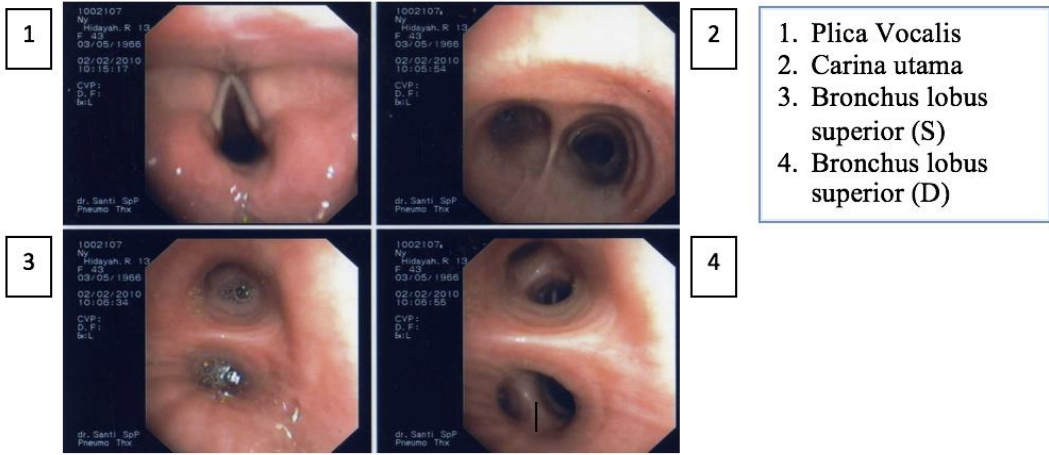 1
1002107
Ny
Hidayah.R 13
F 43
03/05/1966
02/02/2010
10:15:17
CVP:
D.F:
Ex:L
dr. Santi SpP
Pneumo Thx
2
1002107
Ny
Hidayah.R 13
F 43
03/05/1966
02/02/2010
10:05:54
CVP:
D.F:
Ex:L
dr. Santi SpP
Pneumo Thx
1. Plica Vocalis
2. Carina utama
3. Bronchus lobus
superior (S)
4. Bronchus lobus
superior (D)
3
1002107
Ny
Hidayah.R 13
F 43
03/05/1966
02/02/2010
10:06:34
CVP:
D.F:
Ex:L
dr. Santi SpP
Pneumo Thx
4
1002107
Ny
Hidayah.R 13
F 43
03/05/1966
02/02/2010
10:06:55
CVP:
D.F:
Ex:L
dr. Santi SpP
Pneumo Thx